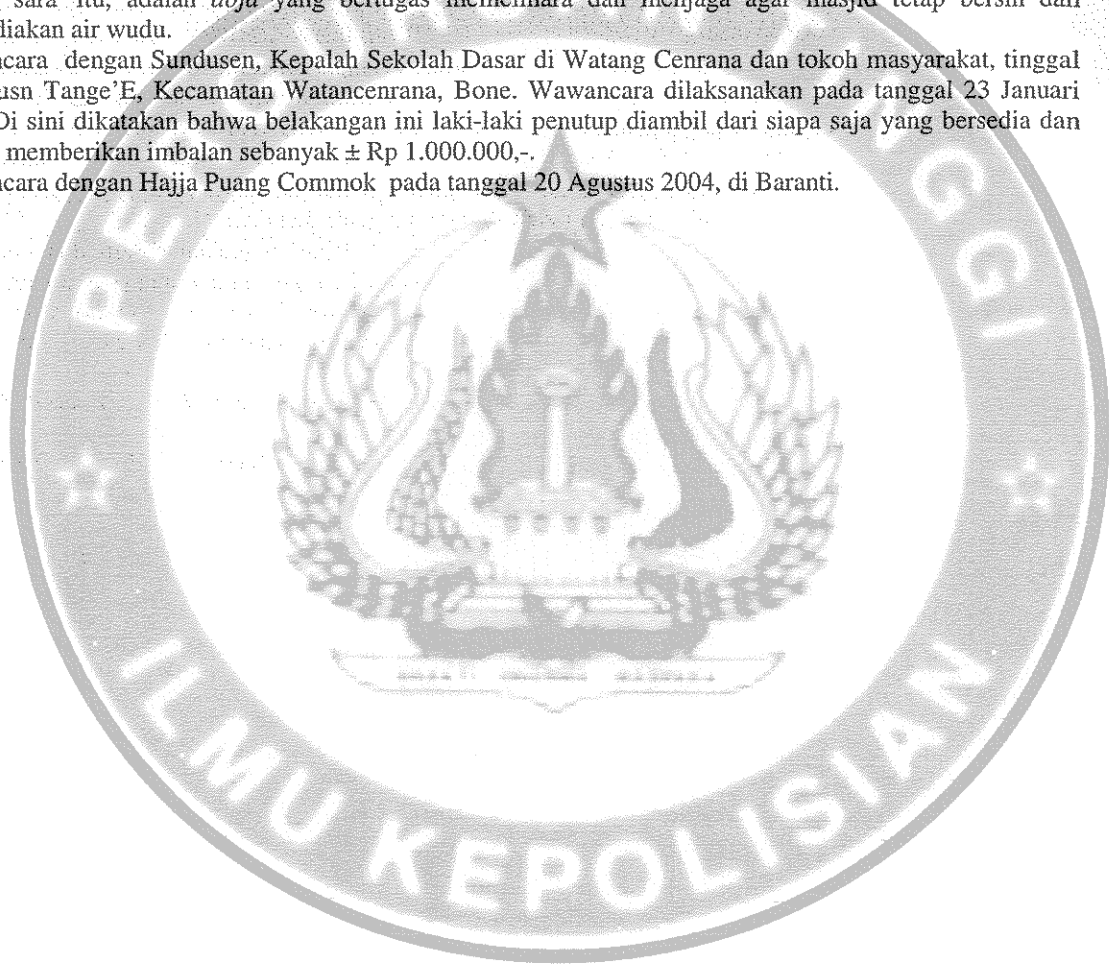 sara itu, adalah doja yang bertugas memelihara dan menjaga agar masjid tetap bersih dan
diakan air wudu.
cara dengan Sundusen, Kepalah Sekolah Dasar di Watang Cenrana dan tokoh masyarakat, tinggal
usn Tange'E, Kecamatan Watancenrana, Bone. Wawancara dilaksanakan pada tanggal 23 Januari
Di sini dikatakan bahwa belakangan ini laki-laki penutup diambil dari siapa saja yang bersedia dan
memberikan imbalan sebanyak ± Rp 1.000.000,-.
cara dengan Hajja Puang Commok pada tanggal 20 Agustus 2004, di Baranti.
TINGGI
ILMU KEPOLISIAN